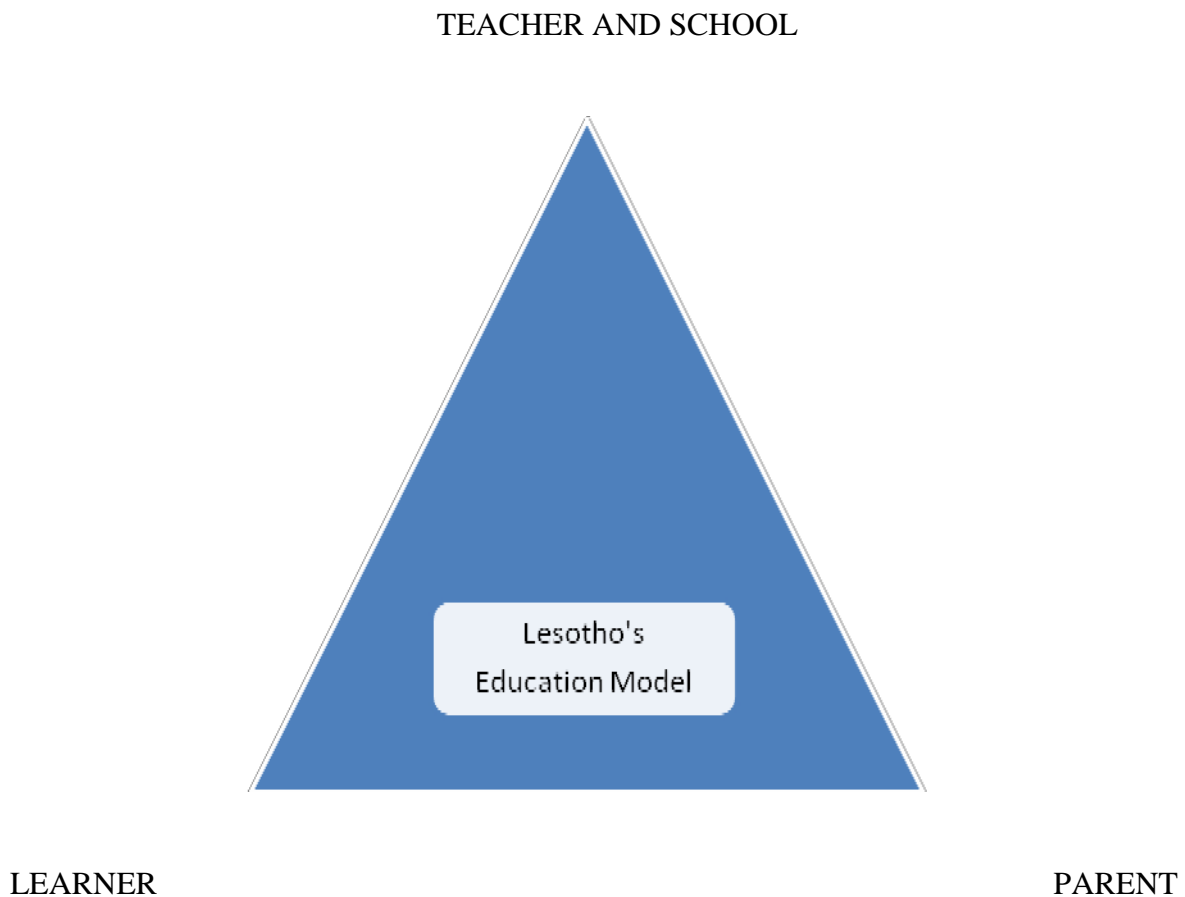 TEACHER AND SCHOOL
Lesotho's
Education Model
LEARNER
PARENT